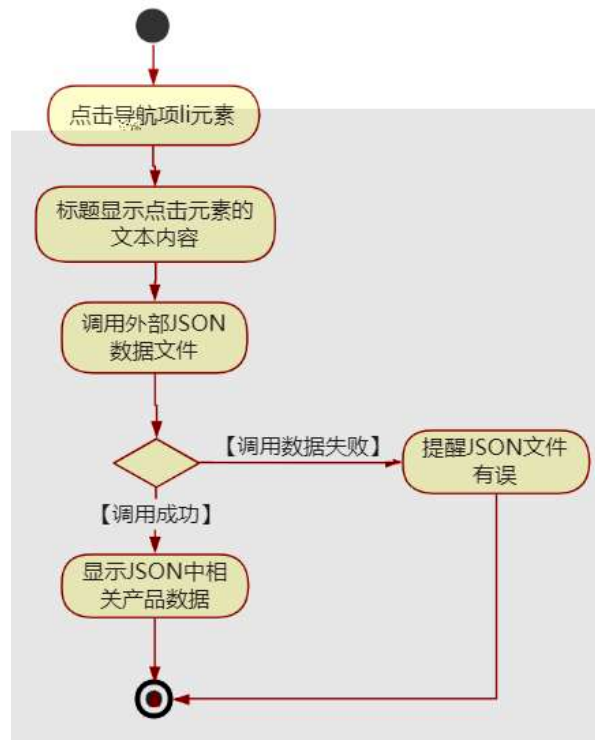 点击导航项li元素
标题显示点击元素的
文本内容
调用外部JSON
数据文件
【调用数据失败】
提醒JSON文件
有误
【调用成功】
显示JSON中相
关产品数据